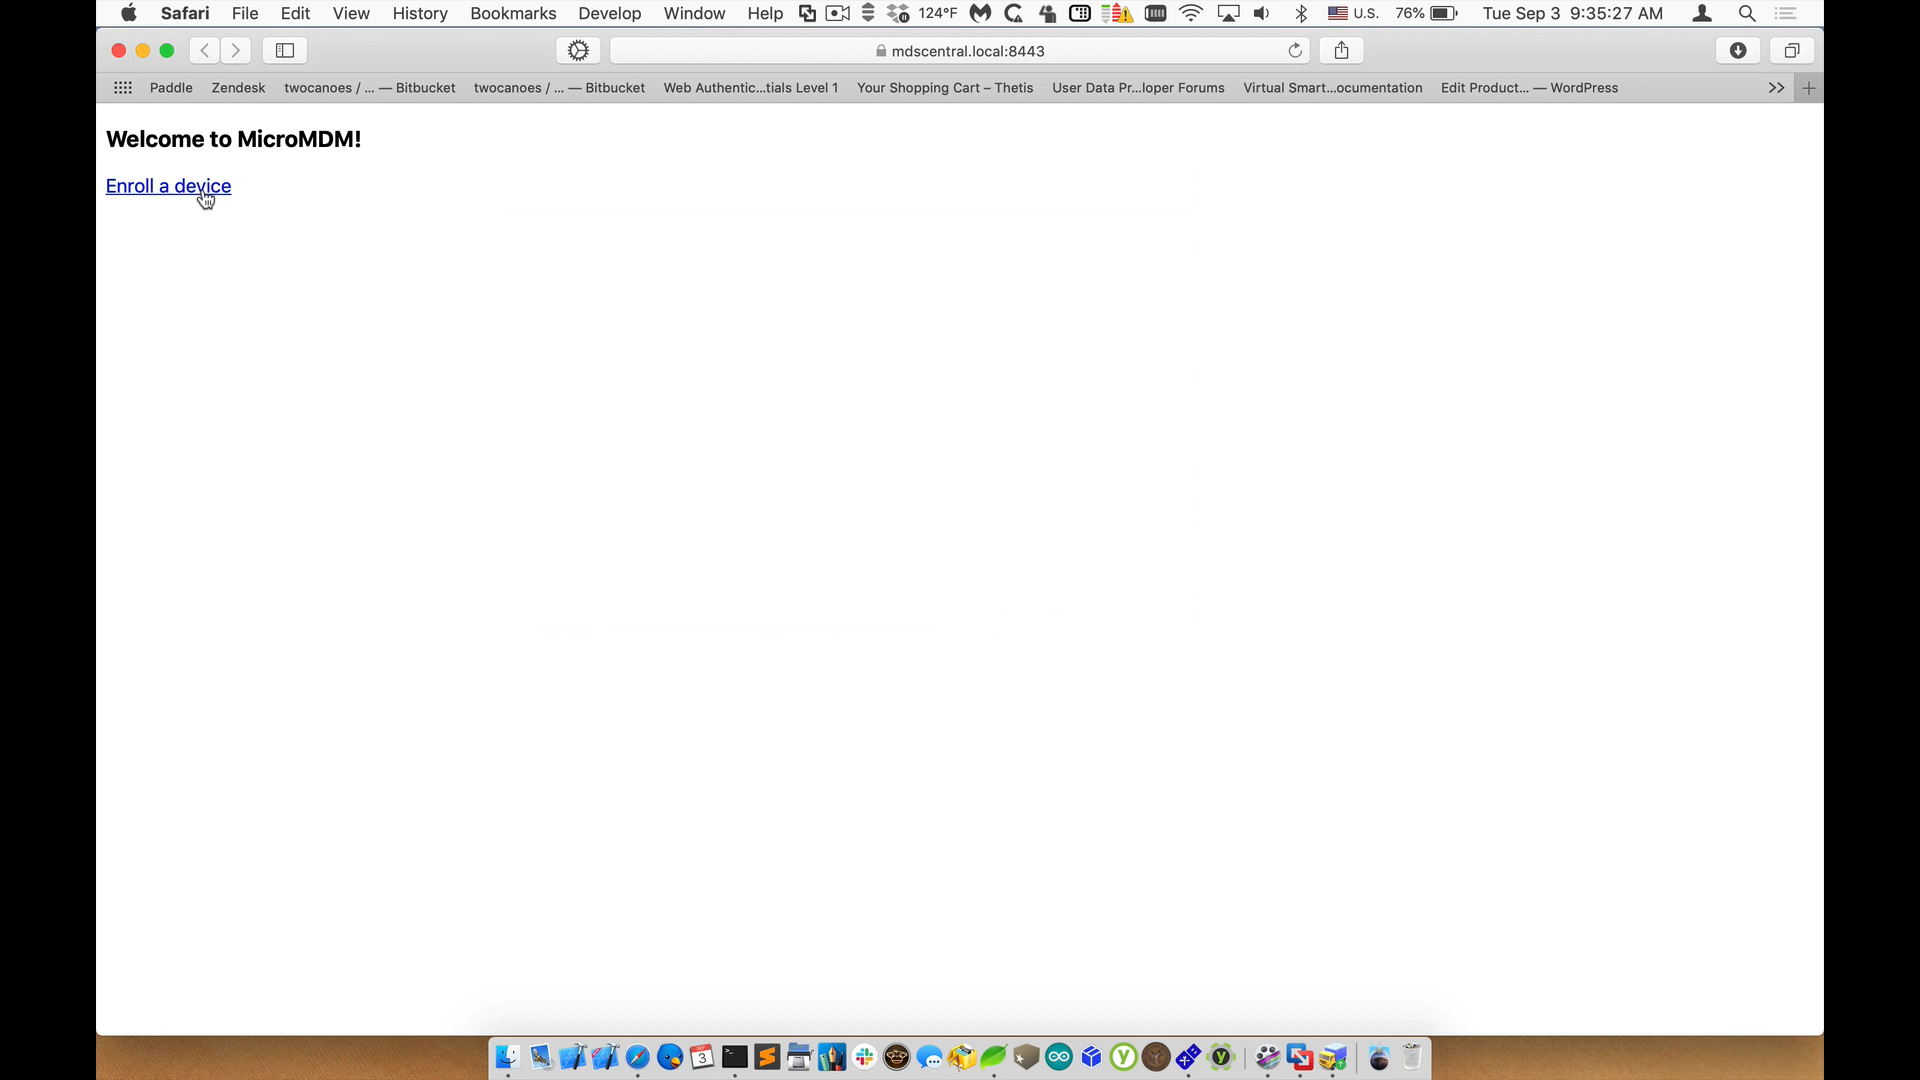 Safari File Edit View History Bookmarks Develop Window Help 124°F U.S. 76% Tue Sep 3 9:35:27 AM
mdscentral.local:8443
Paddle Zendesk twocanoes / ... — Bitbucket twocanoes / ... — Bitbucket Web Authentic...tials Level 1 Your Shopping Cart – Thetis User Data Pr...loper Forums Virtual Smart...ocumentation Edit Product... — WordPress
Welcome to MicroMDM!
Enroll a device
SEP
3